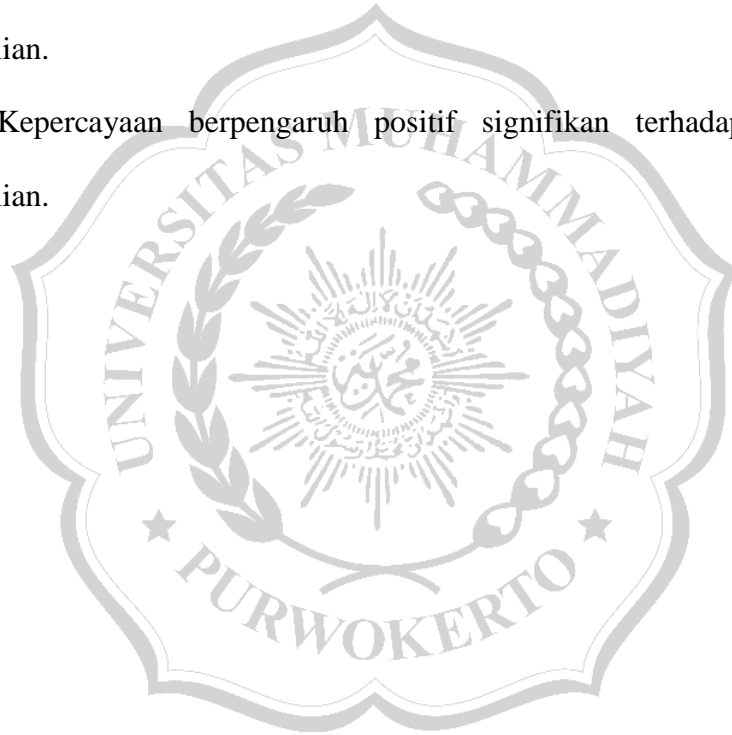 ian.
Kepercayaan berpengaruh positif signifikan terhadap
ian.
UNIVERSITAS MUHAMMADIYAH
PURWOKERTO